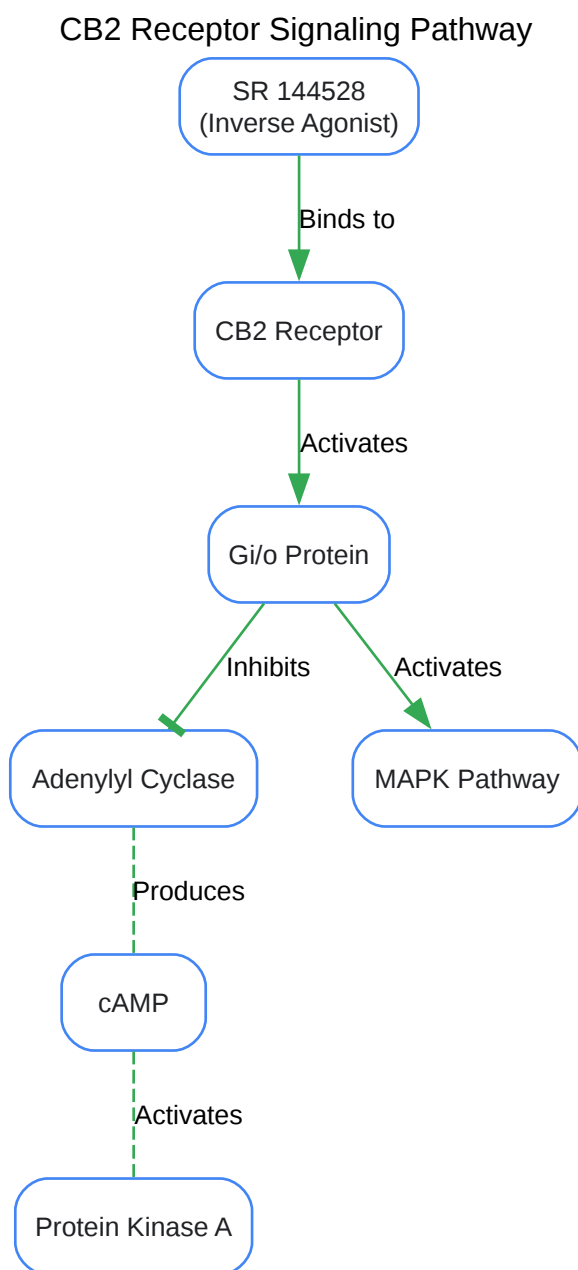 CB2 Receptor Signaling Pathway
SR 144528
(Inverse Agonist)
Binds to
CB2 Receptor
Activates
Gi/o Protein
Inhibits
Activates
Adenylyl Cyclase
MAPK Pathway
Produces
cAMP
Activates
Protein Kinase A